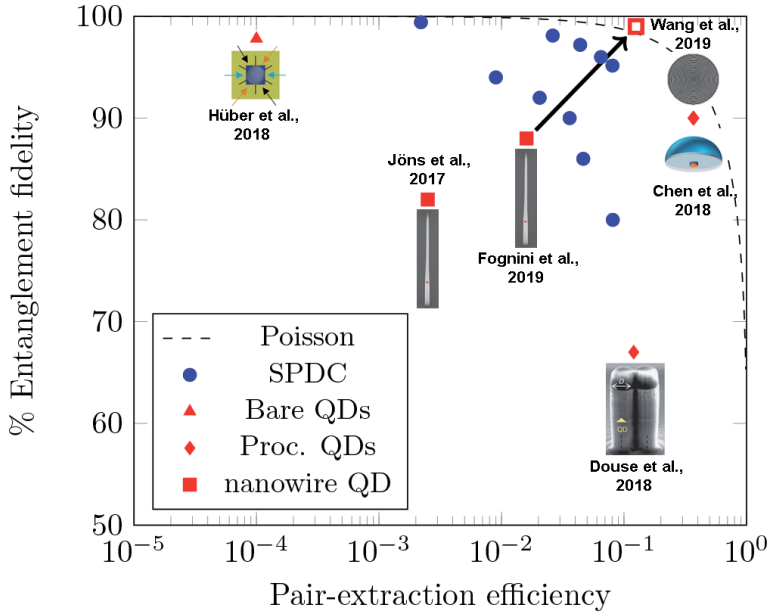 100
90
80
70
60
50
% Entanglement fidelity
Wang et al.,
2019
Hüber et al.,
2018
Jöns et al.,
2017
Chen et al.,
2018
Fognini et al.,
2019
Poisson
SPDC
Bare QDs
Proc. QDs
nanowire QD
D
QD
Douse et al.,
2018
10⁻⁵ 10⁻⁴ 10⁻³ 10⁻² 10⁻¹ 10⁰
Pair-extraction efficiency